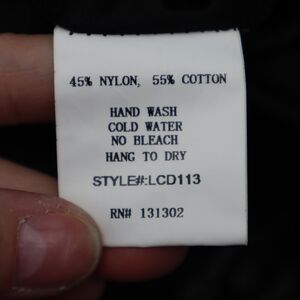 45% NYLON, 55% COTTON
HAND WASH
COLD WATER
NO BLEACH
HANG TO DRY
STYLE#:LCD113
RN# 131302